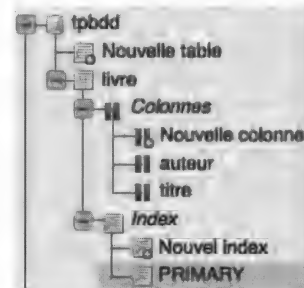 tpbdd
Nouvelle table
livre
Colonnes
Nouvelle colonne
auteur
titre
Index
Nouvel index
PRIMARY